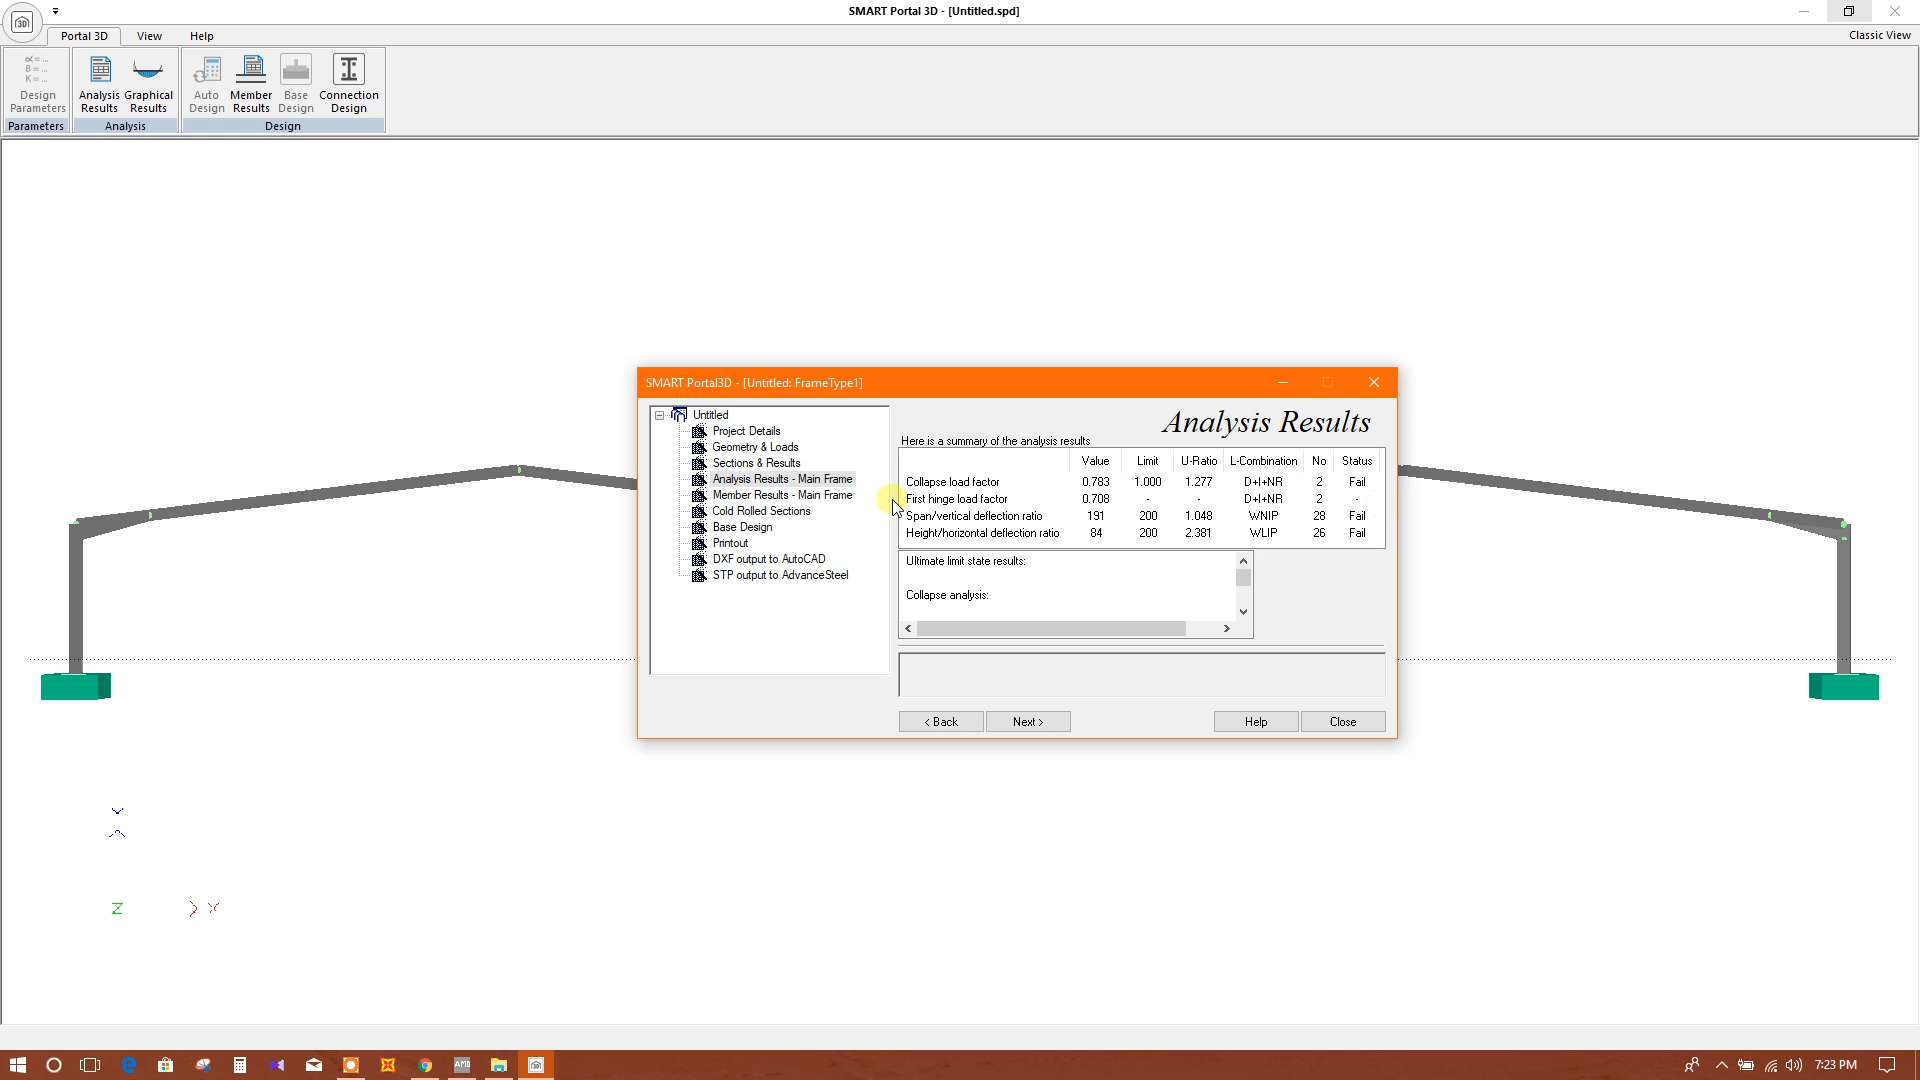 SMART Portal 3D - [Untitled.spd]
Portal 3D View Help Classic View
α=...
B=...
K=...
Design Parameters
Analysis Results
Graphical Results
Auto Design
Member Results
Base Design
Connection Design
Parameters Analysis Design
3D
SMART Portal3D - [Untitled: FrameType1]
Untitled
Project Details
Geometry & Loads
Sections & Results
Analysis Results - Main Frame
Member Results - Main Frame
Cold Rolled Sections
Base Design
Printout
DXF output to AutoCAD
STP output to AdvanceSteel
Analysis Results
Here is a summary of the analysis results
Value Limit U-Ratio L-Combination No Status
Collapse load factor 0.783 1.000 1.277 D+I+NR 2 Fail
First hinge load factor 0.708 - - D+I+NR 2 -
Span/vertical deflection ratio 191 200 1.048 WNIP 28 Fail
Height/horizontal deflection ratio 84 200 2.381 WLIP 26 Fail
Ultimate limit state results:
Collapse analysis:
< Back Next > Help Close
Z
7:23 PM